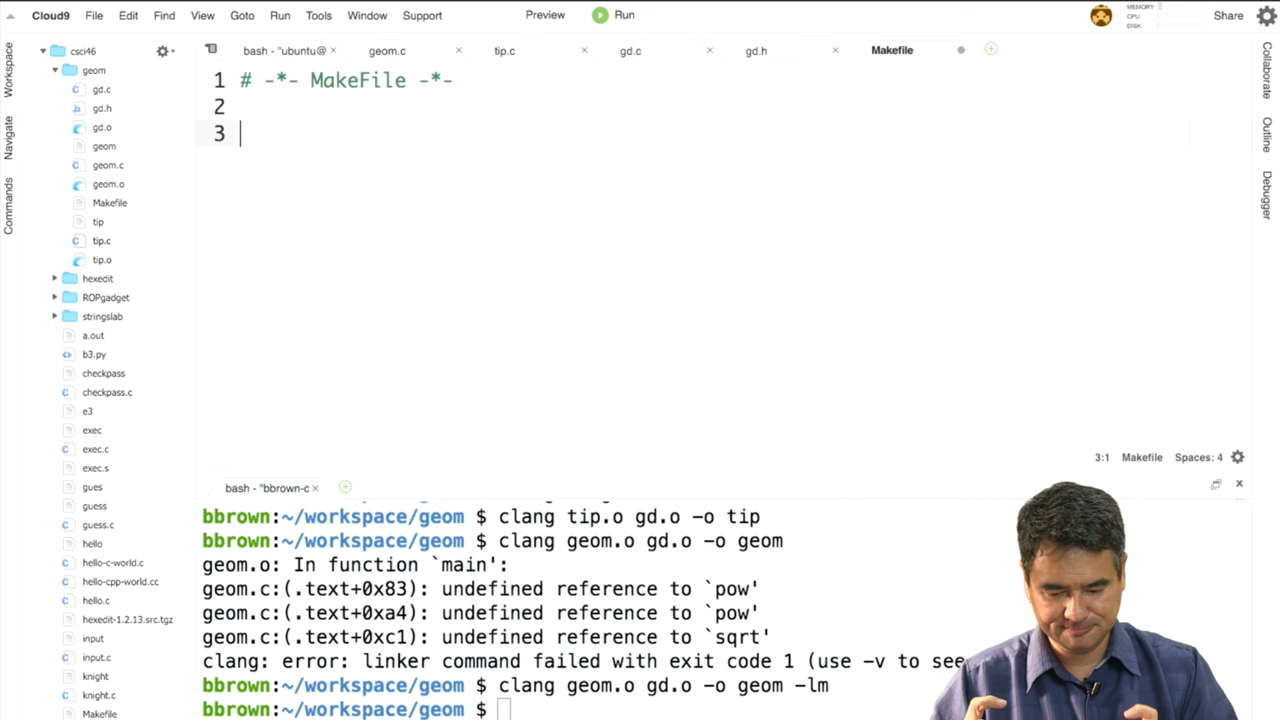 Cloud9 File Edit Find View Goto Run Tools Window Support Preview Run MEMORY CPU DISK Share
Workspace
Navigate
Commands
csci46
geom
gd.c
gd.h
gd.o
geom
geom.c
geom.o
Makefile
tip
tip.c
tip.o
hexedit
ROPgadget
stringslab
a.out
b3.py
checkpass
checkpass.c
e3
exec
exec.c
exec.s
gues
guess
guess.c
hello
hello-c-world.c
hello-cpp-world.cc
hello.c
hexedit-1.2.13.src.tgz
input
input.c
knight
knight.c
Makefile
bash - "ubuntu@ × geom.c × tip.c × gd.c × gd.h × Makefile
1 # -*- MakeFile -*-
2
3
3:1 Makefile Spaces: 4
Collaborate
Outline
Debugger
bash - "bbrown-c ×
bbrown:~/workspace/geom $ clang tip.o gd.o -o tip
bbrown:~/workspace/geom $ clang geom.o gd.o -o geom
geom.o: In function `main':
geom.c:(.text+0x83): undefined reference to `pow'
geom.c:(.text+0xa4): undefined reference to `pow'
geom.c:(.text+0xc1): undefined reference to `sqrt'
clang: error: linker command failed with exit code 1 (use -v to see
bbrown:~/workspace/geom $ clang geom.o gd.o -o geom -lm
bbrown:~/workspace/geom $